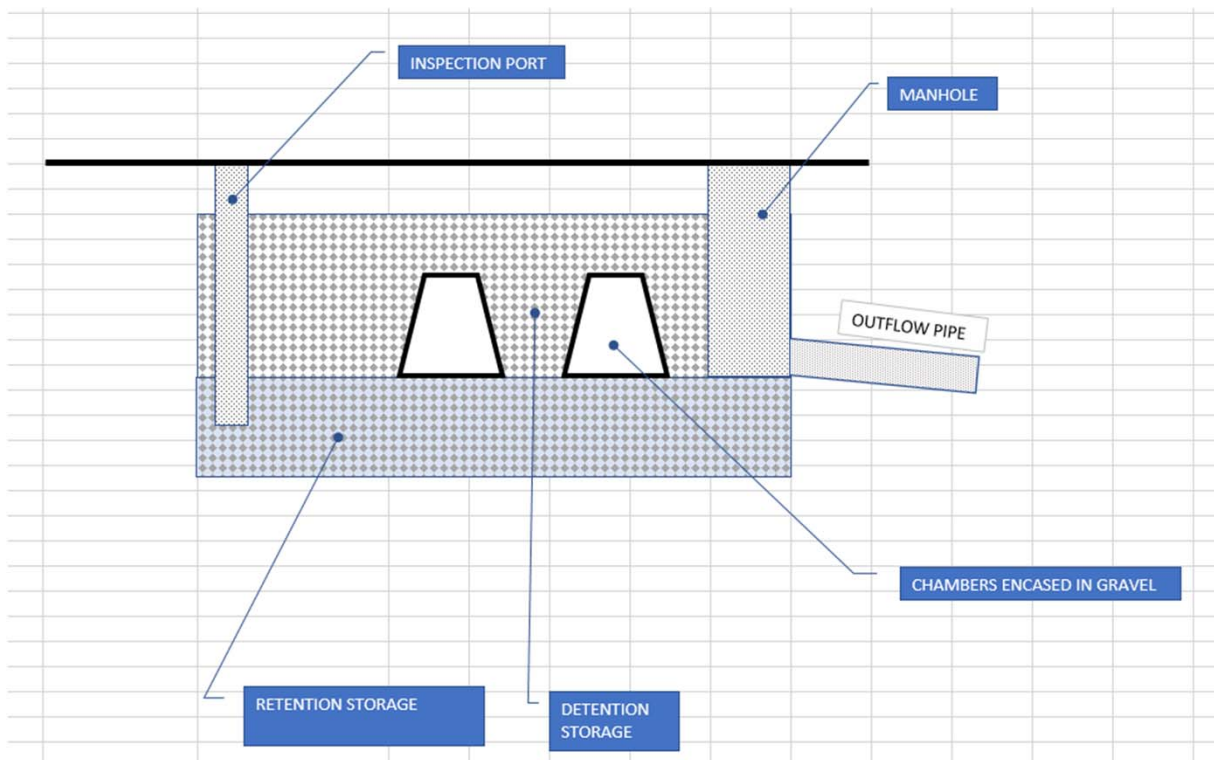 INSPECTION PORT
MANHOLE
OUTFLOW PIPE
CHAMBERS ENCASED IN GRAVEL
RETENTION STORAGE
DETENTION
STORAGE